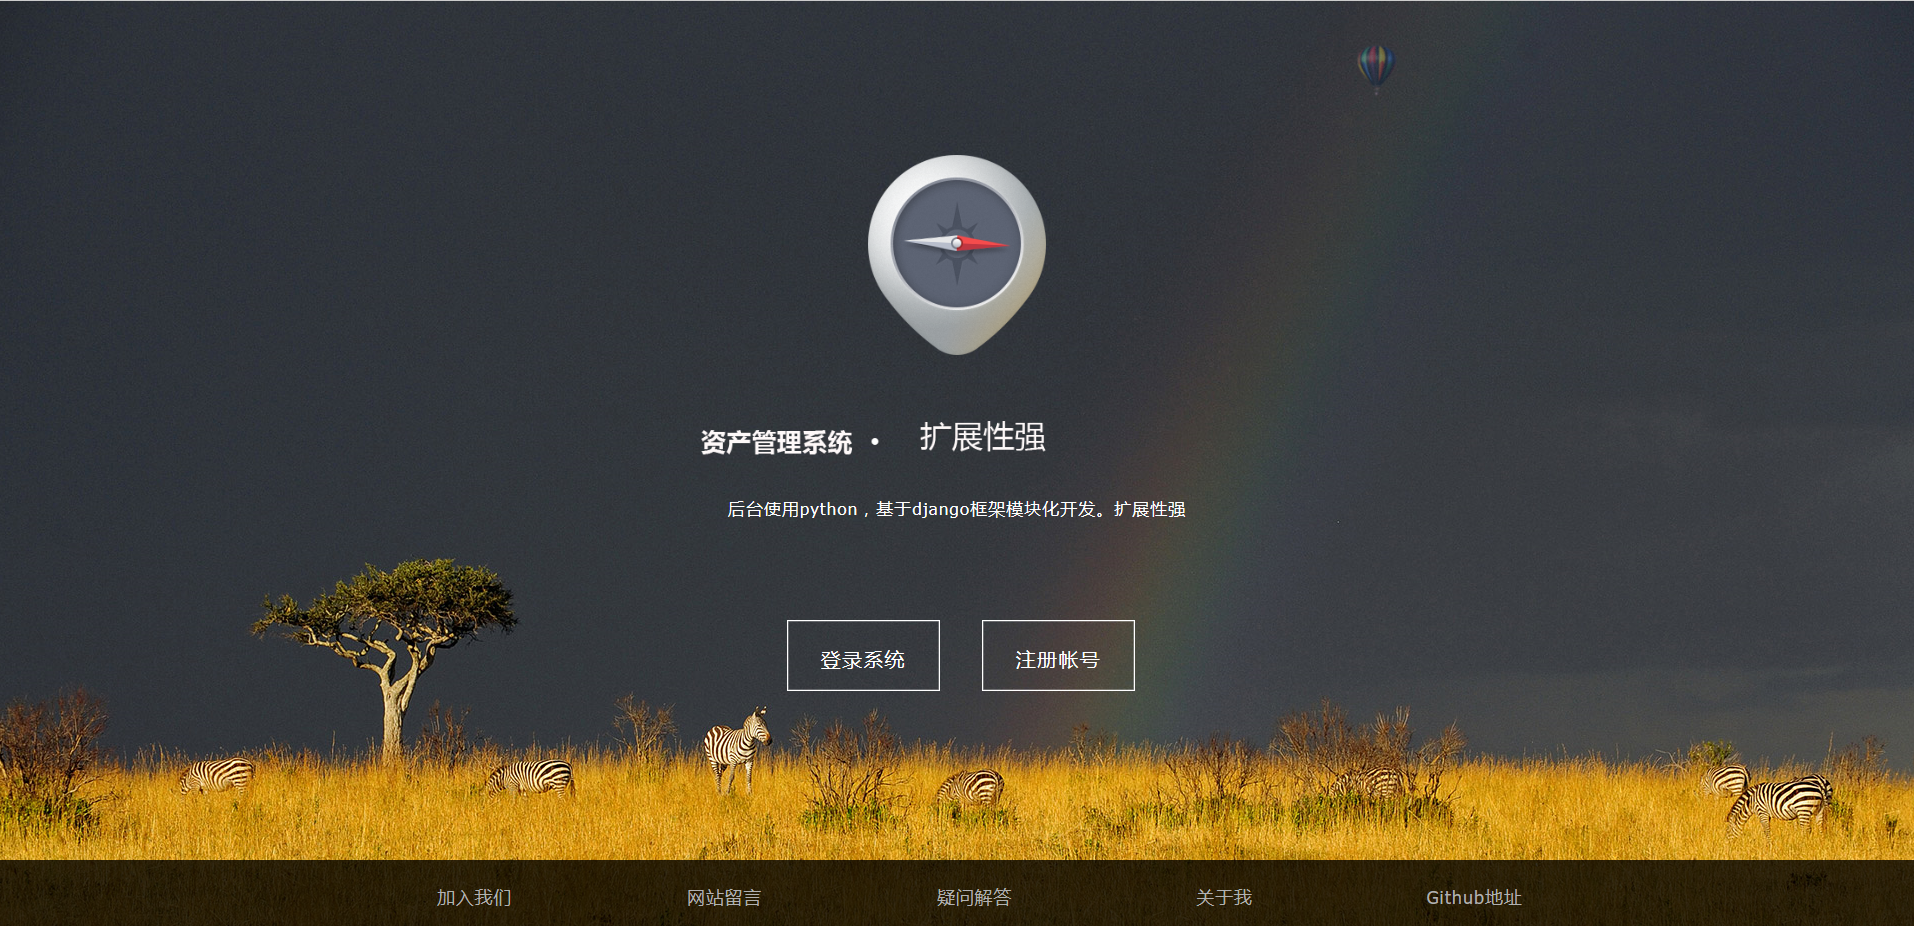 资产管理系统 • 扩展性强
后台使用python，基于django框架模块化开发。扩展性强
登录系统 注册帐号
加入我们 网站留言 疑问解答 关于我 Github地址